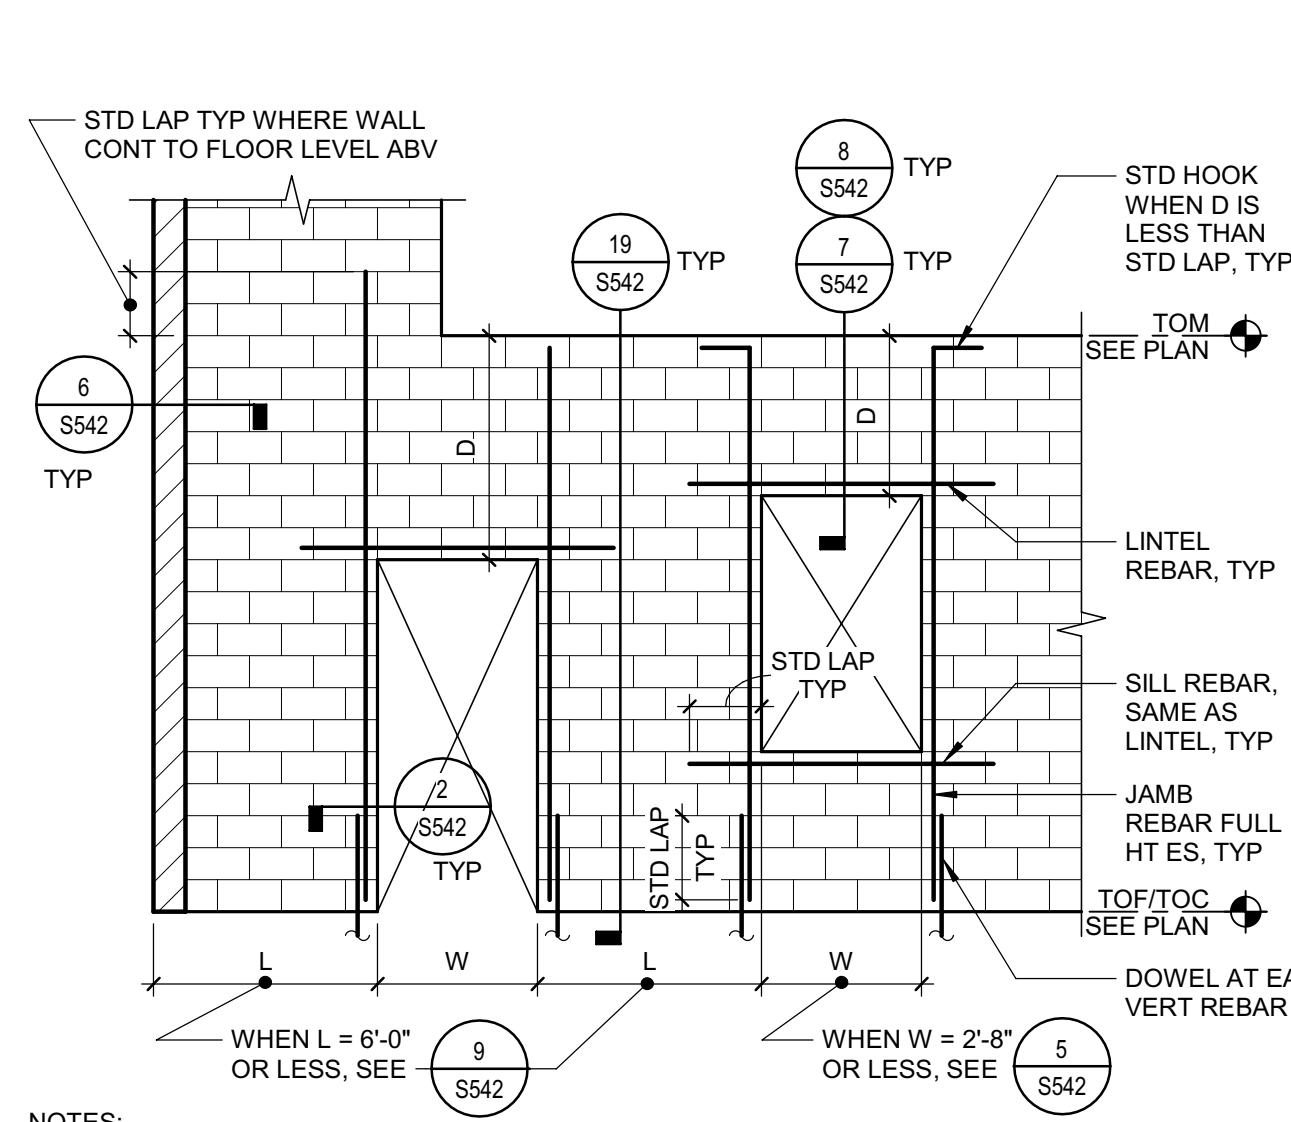 STD LAP TYP WHERE WALL
CONT TO FLOOR LEVEL ABV
8
S542
TYP
7
S542
TYP
19
S542
TYP
STD HOOK
WHEN D IS
LESS THAN
STD LAP, TYP
TOM
SEE PLAN
6
S542
TYP
D
D
LINTEL
REBAR, TYP
STD LAP
TYP
SILL REBAR,
SAME AS
LINTEL, TYP
2
S542
TYP
STD LAP
TYP
JAMB
REBAR FULL
HT ES, TYP
TOF/TOC
SEE PLAN
L
W
L
W
DOWEL AT EA
VERT REBAR
WHEN L = 6'-0"
OR LESS, SEE
9
S542
WHEN W = 2'-8"
OR LESS, SEE
5
S542
NOTES: